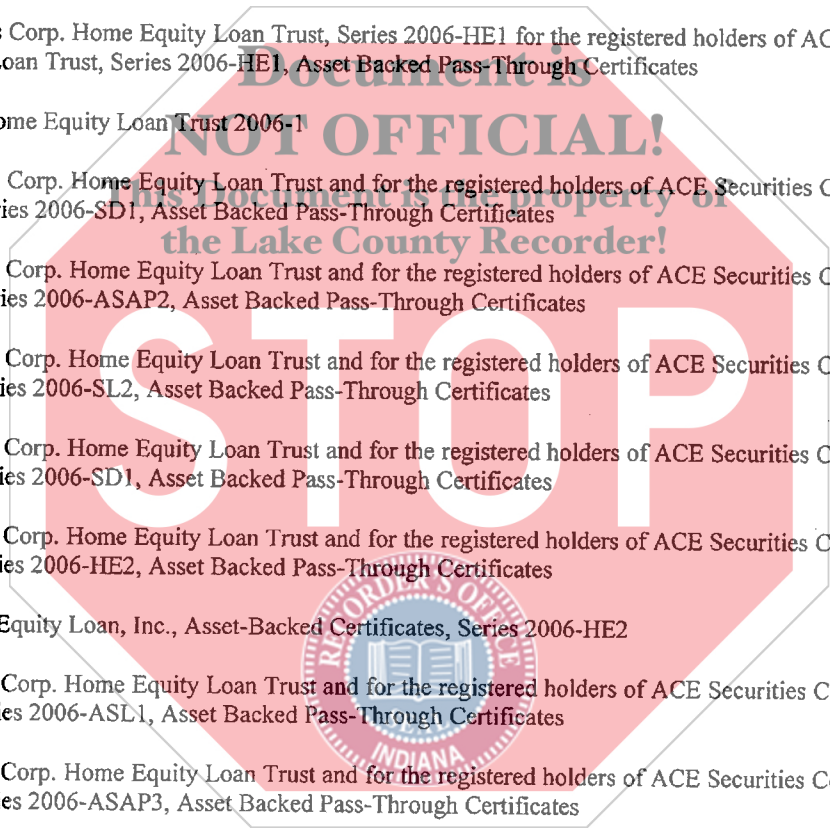 s Corp. Home Equity Loan Trust, Series 2006-HE1 for the registered holders of AC
oan Trust, Series 2006-HE1, Asset Backed Pass-Through Certificates
Document is
ome Equity Loan Trust 2006-1
NOT OFFICIAL!
Corp. Home Equity Loan Trust and for the registered holders of ACE Securities C
This Document is the property of
ies 2006-SD1, Asset Backed Pass-Through Certificates
the Lake County Recorder!
Corp. Home Equity Loan Trust and for the registered holders of ACE Securities C
ies 2006-ASAP2, Asset Backed Pass-Through Certificates
STOP
Corp. Home Equity Loan Trust and for the registered holders of ACE Securities C
ies 2006-SL2, Asset Backed Pass-Through Certificates
Corp. Home Equity Loan Trust and for the registered holders of ACE Securities C
ies 2006-SD1, Asset Backed Pass-Through Certificates
Corp. Home Equity Loan Trust and for the registered holders of ACE Securities C
ies 2006-HE2, Asset Backed Pass-Through Certificates
RECORDER'S OFFICE
Equity Loan, Inc., Asset-Backed Certificates, Series 2006-HE2
Corp. Home Equity Loan Trust and for the registered holders of ACE Securities C
es 2006-ASL1, Asset Backed Pass-Through Certificates
SEAL
INDIANA
Corp. Home Equity Loan Trust and for the registered holders of ACE Securities C
es 2006-ASAP3, Asset Backed Pass-Through Certificates